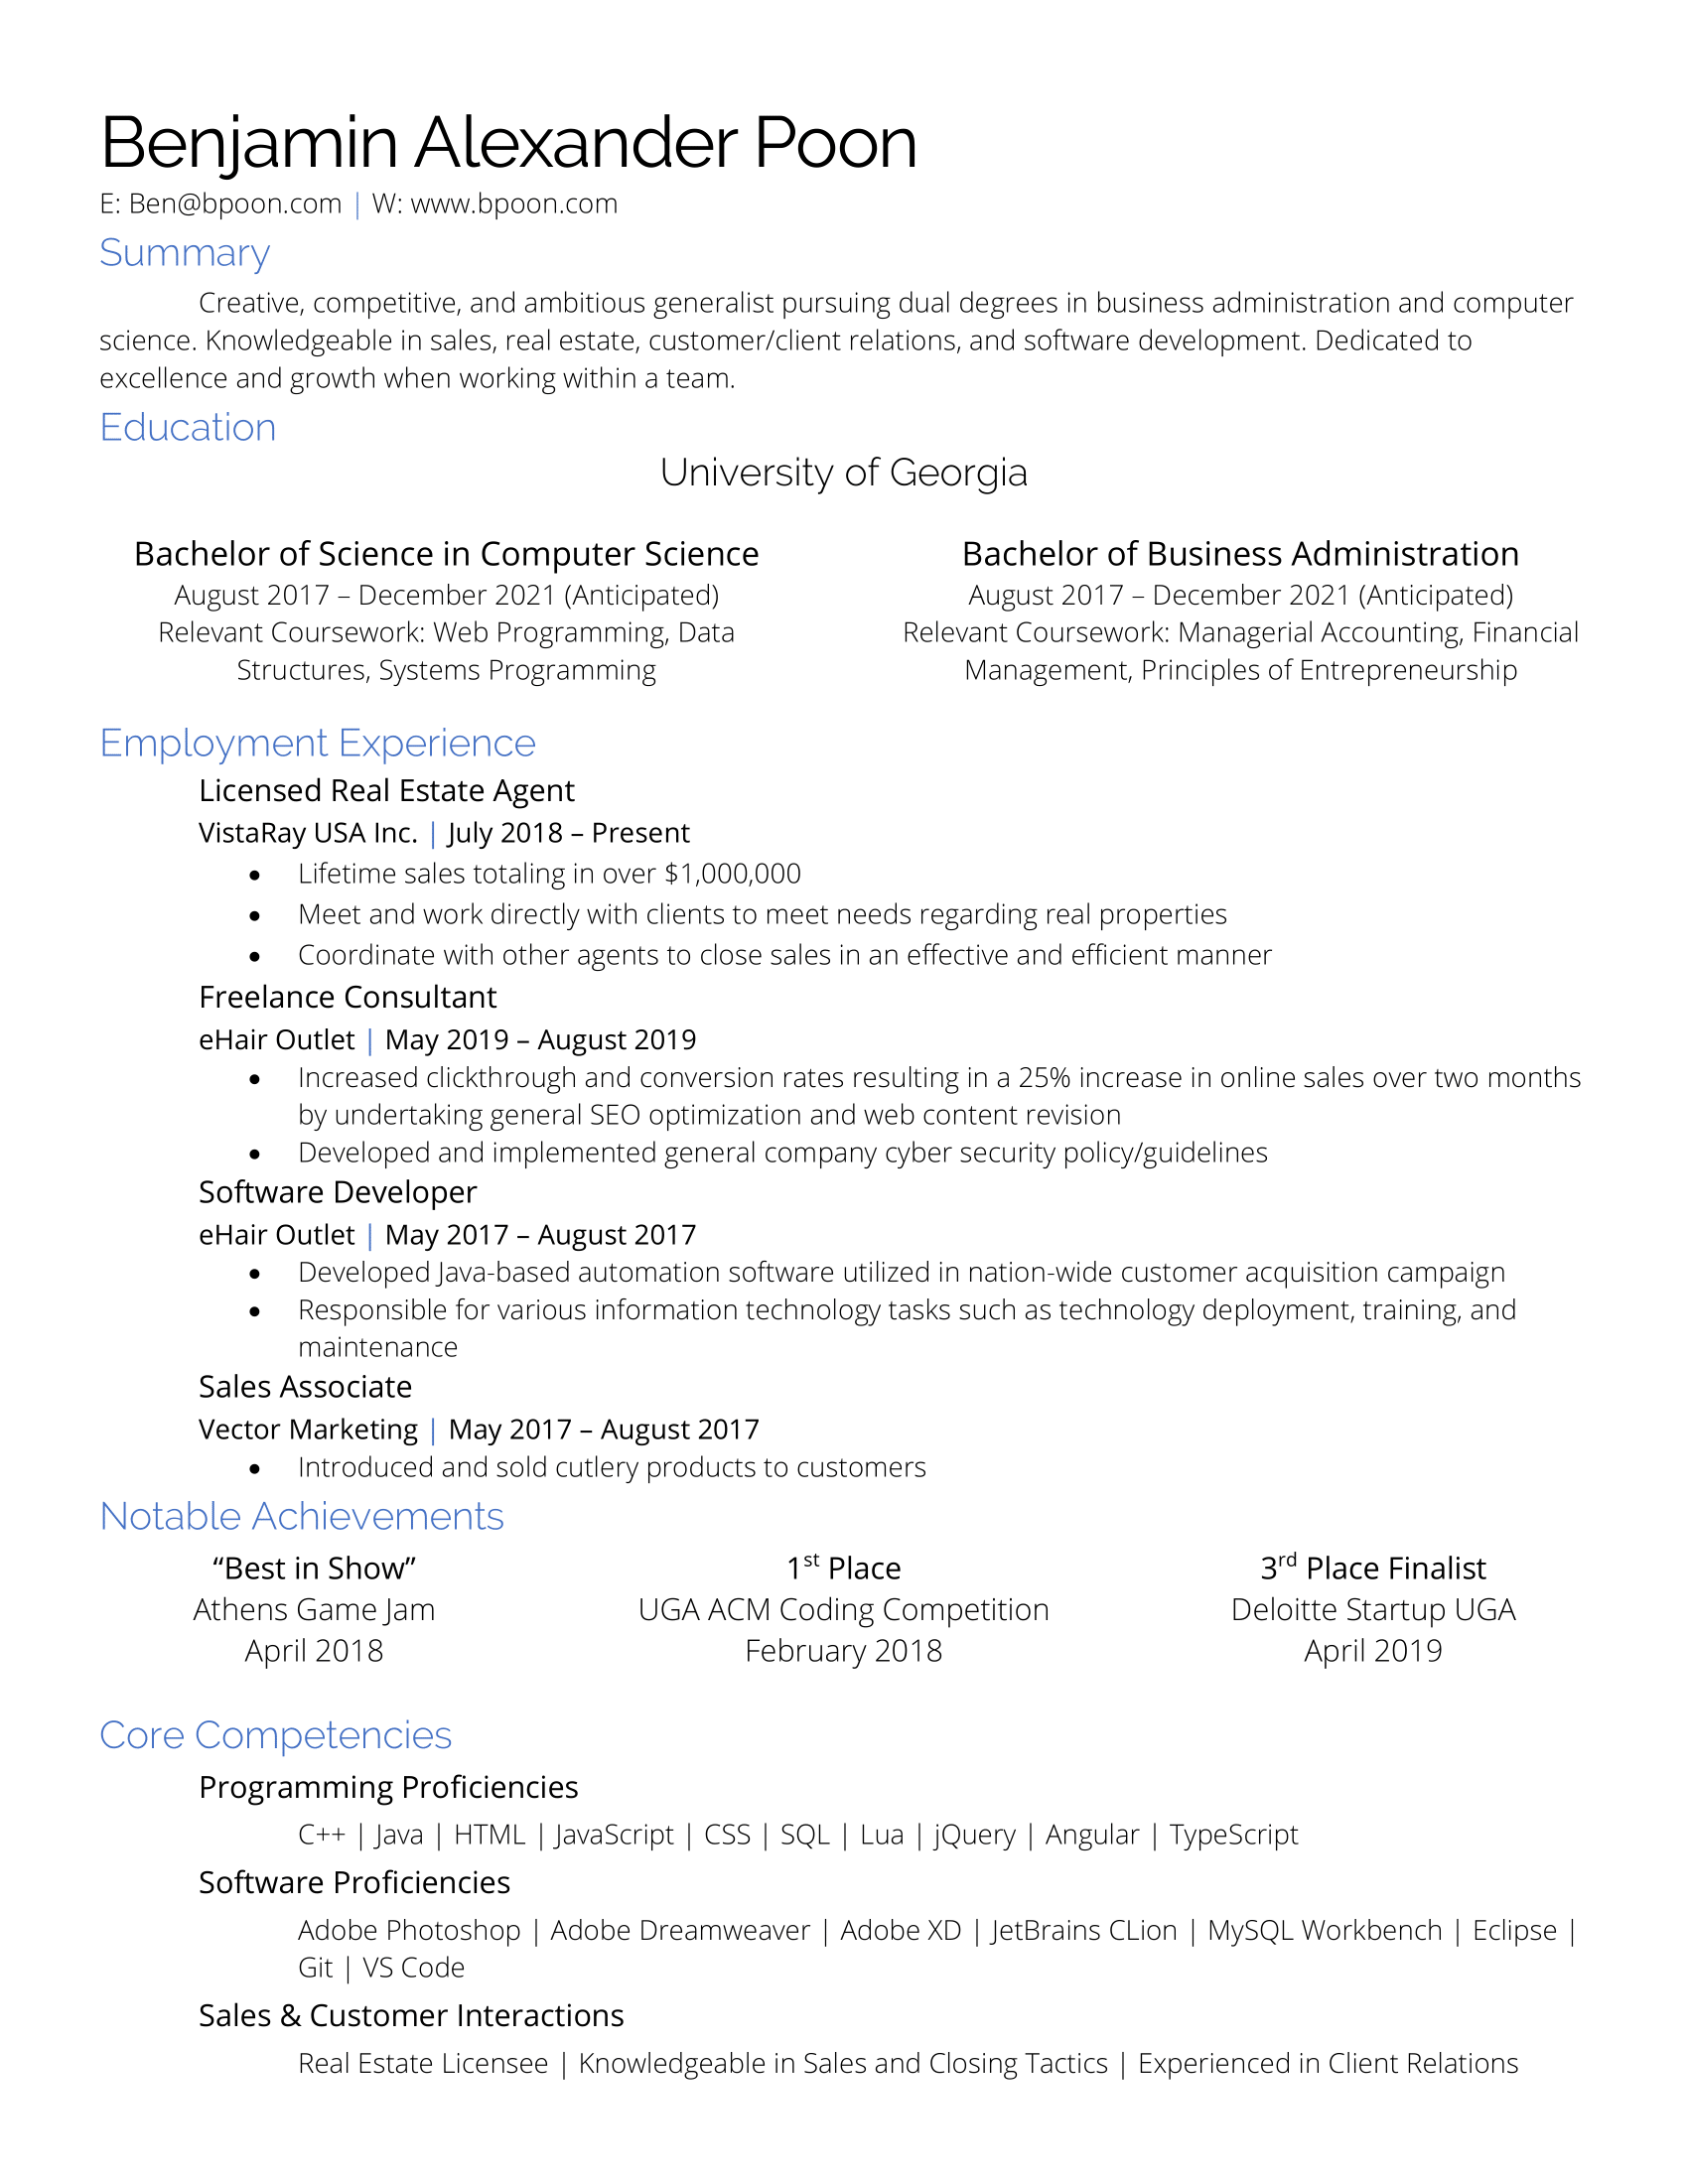 Benjamin Alexander Poon
E: Ben@bpoon.com | W: www.bpoon.com
Summary
Creative, competitive, and ambitious generalist pursuing dual degrees in business administration and computer
science. Knowledgeable in sales, real estate, customer/client relations, and software development. Dedicated to
excellence and growth when working within a team.
Education
University of Georgia
Bachelor of Science in Computer Science
August 2017 – December 2021 (Anticipated)
Relevant Coursework: Web Programming, Data
Structures, Systems Programming
Bachelor of Business Administration
August 2017 – December 2021 (Anticipated)
Relevant Coursework: Managerial Accounting, Financial
Management, Principles of Entrepreneurship
Employment Experience
Licensed Real Estate Agent
VistaRay USA Inc. | July 2018 – Present
• Lifetime sales totaling in over $1,000,000
• Meet and work directly with clients to meet needs regarding real properties
• Coordinate with other agents to close sales in an effective and efficient manner
Freelance Consultant
eHair Outlet | May 2019 – August 2019
• Increased clickthrough and conversion rates resulting in a 25% increase in online sales over two months
by undertaking general SEO optimization and web content revision
• Developed and implemented general company cyber security policy/guidelines
Software Developer
eHair Outlet | May 2017 – August 2017
• Developed Java-based automation software utilized in nation-wide customer acquisition campaign
• Responsible for various information technology tasks such as technology deployment, training, and
maintenance
Sales Associate
Vector Marketing | May 2017 – August 2017
• Introduced and sold cutlery products to customers
Notable Achievements
“Best in Show”
Athens Game Jam
April 2018
1st Place
UGA ACM Coding Competition
February 2018
3rd Place Finalist
Deloitte Startup UGA
April 2019
Core Competencies
Programming Proficiencies
C++ | Java | HTML | JavaScript | CSS | SQL | Lua | jQuery | Angular | TypeScript
Software Proficiencies
Adobe Photoshop | Adobe Dreamweaver | Adobe XD | JetBrains CLion | MySQL Workbench | Eclipse |
Git | VS Code
Sales & Customer Interactions
Real Estate Licensee | Knowledgeable in Sales and Closing Tactics | Experienced in Client Relations